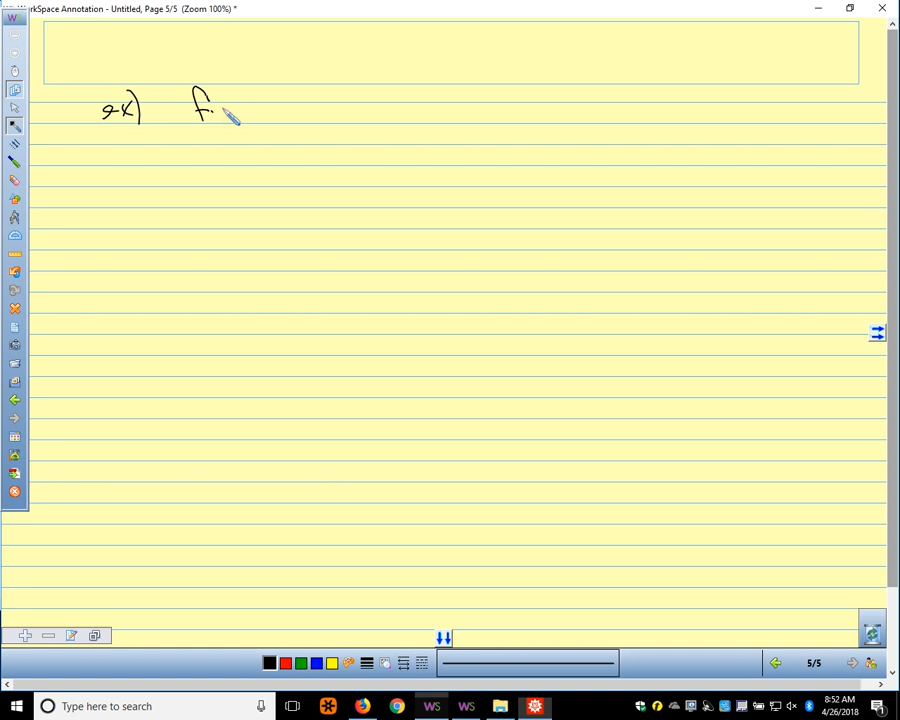 WorkSpace Annotation - Untitled, Page 5/5 (Zoom 100%) *
ex) f.
5/5
Type here to search
8:52 AM
4/26/2018